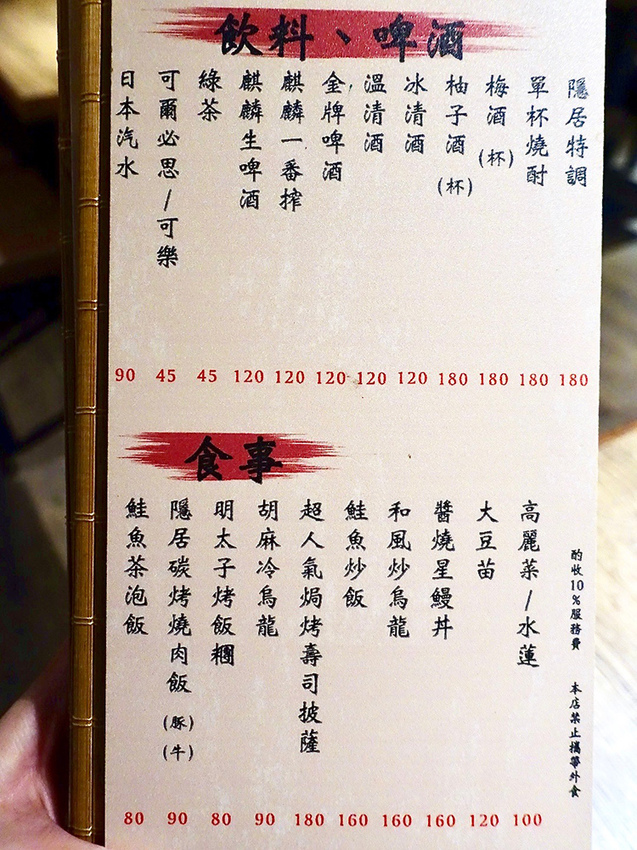 飲料、啤酒
隱居特調
單杯燒酎
梅酒(杯)
柚子酒(杯)
冰清酒
溫清酒
金牌啤酒
麒麟一番搾
麒麟生啤酒
綠茶
可爾必思/可樂
日本汽水
90 45 45 120 120 120 120 120 180 180 180 180
食事
酌收10%服務費 本店禁止攜帶外食
高麗菜/水蓮
大豆苗
醬燒星鰻丼
和風炒烏龍
鮭魚炒飯
超人氣焗烤壽司披薩
胡麻冷烏龍
明太子烤飯糰
隱居碳烤燒肉飯(豚)(牛)
鮭魚茶泡飯
80 90 80 90 180 160 160 160 120 100